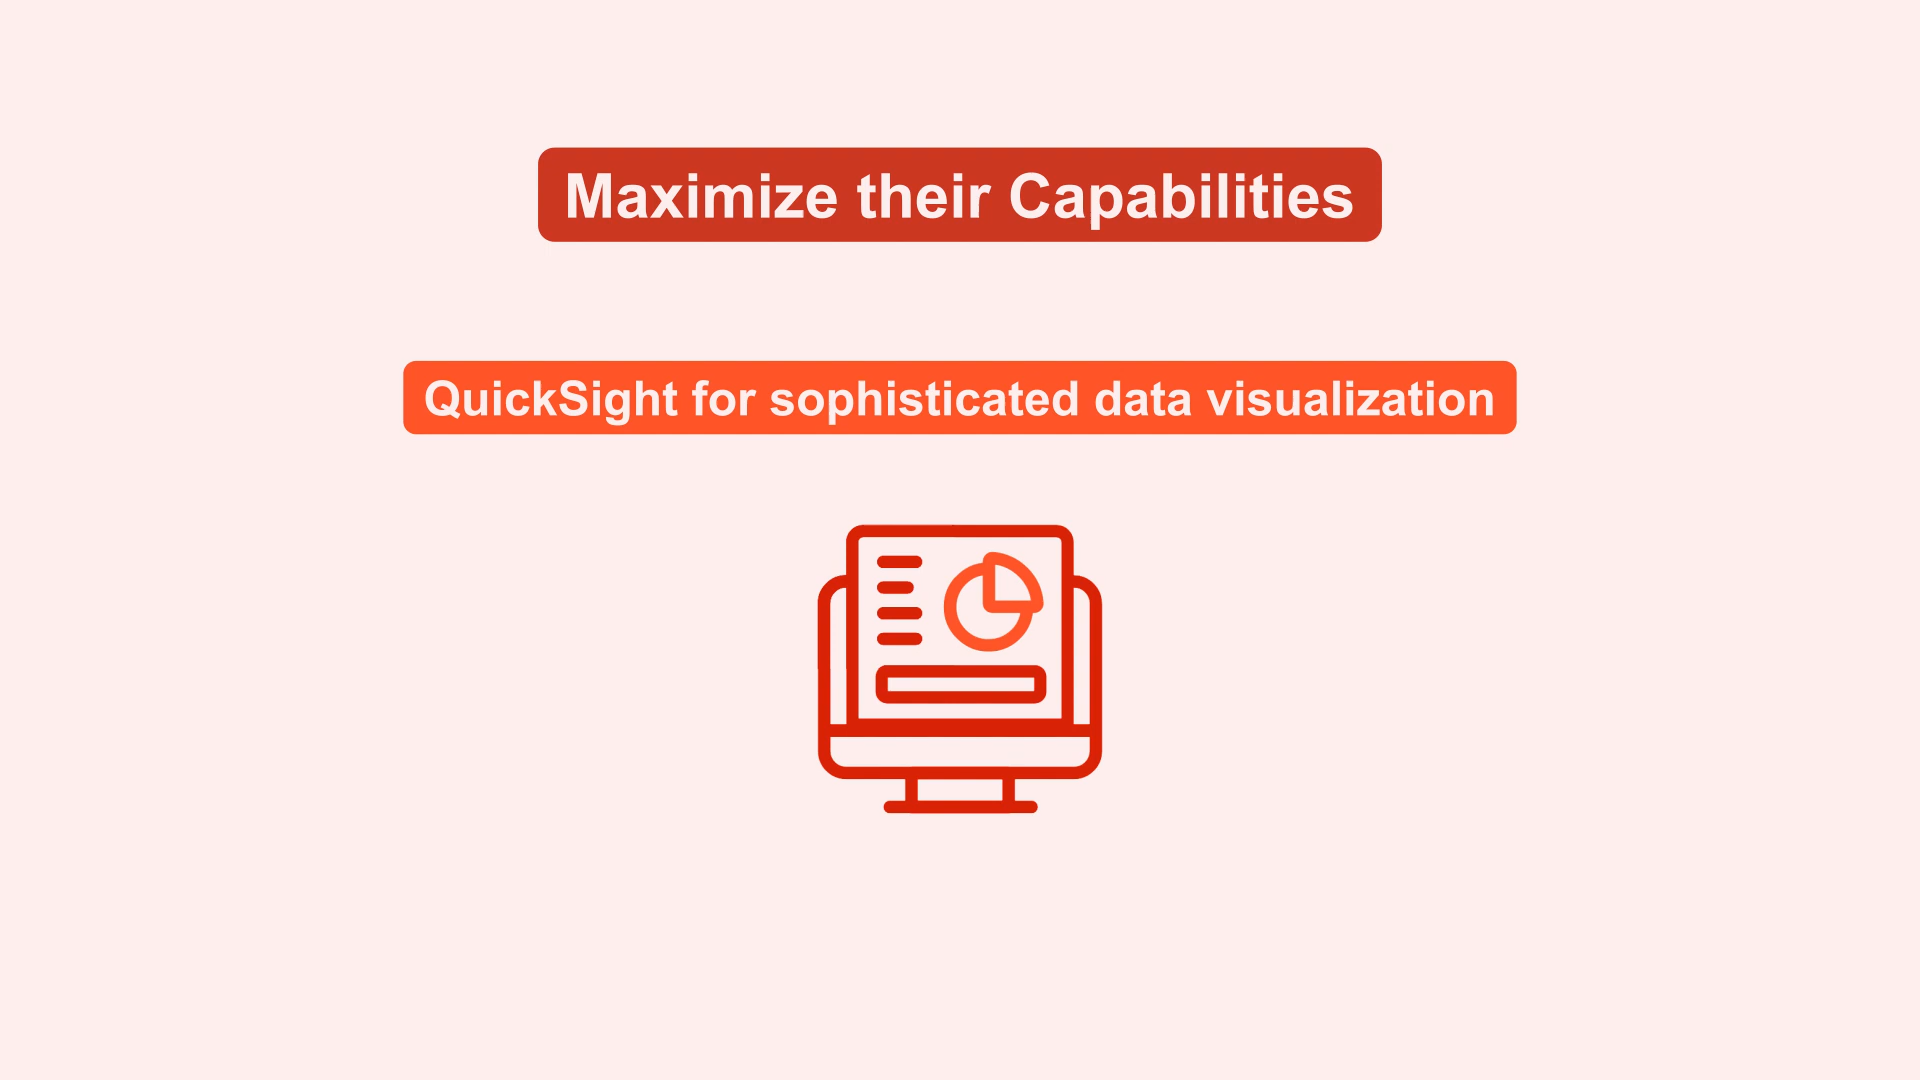 Maximize their Capabilities
QuickSight for sophisticated data visualization